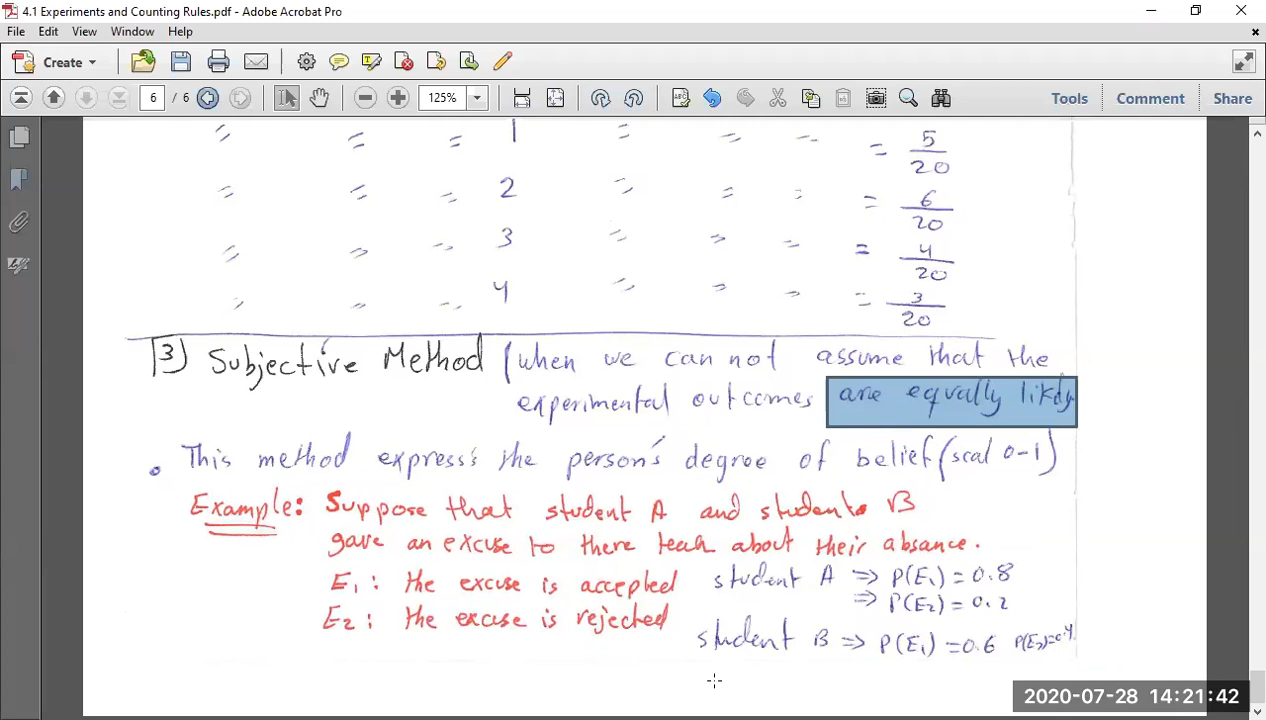 4.1 Experiments and Counting Rules.pdf - Adobe Acrobat Pro
File Edit View Window Help
Create
6 / 6 125% Tools Comment Share
= = = 1 = = = = 5/20
= = = 2 = = = = 6/20
= = = 3 = = = = 4/20
= = = 4 = = = = 3/20
3) Subjective Method (when we can not assume that the
experimental outcomes are equally likely
• This method express's the person's degree of belief (scal 0-1)
Example: Suppose that student A and student B
gave an excuse to there teach about their absance.
E1: the excuse is accepted student A => P(E1) = 0.8
=> P(E2) = 0.2
E2: the excuse is rejected
student B => P(E1) = 0.6 P(E2)=0.4
2020-07-28 14:21:42